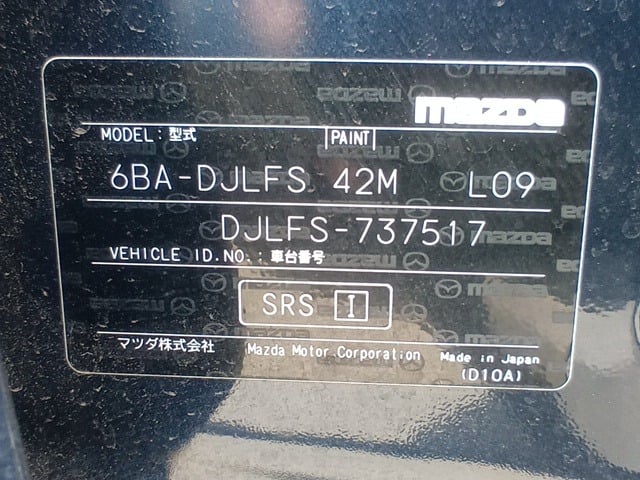 mazda
MODEL: 型式 PAINT
6BA-DJLFS 42M L09
DJLFS-737517
VEHICLE ID.NO.: 車台番号
SRS I
マツダ株式会社 Mazda Motor Corporation Made in Japan
(D10A)